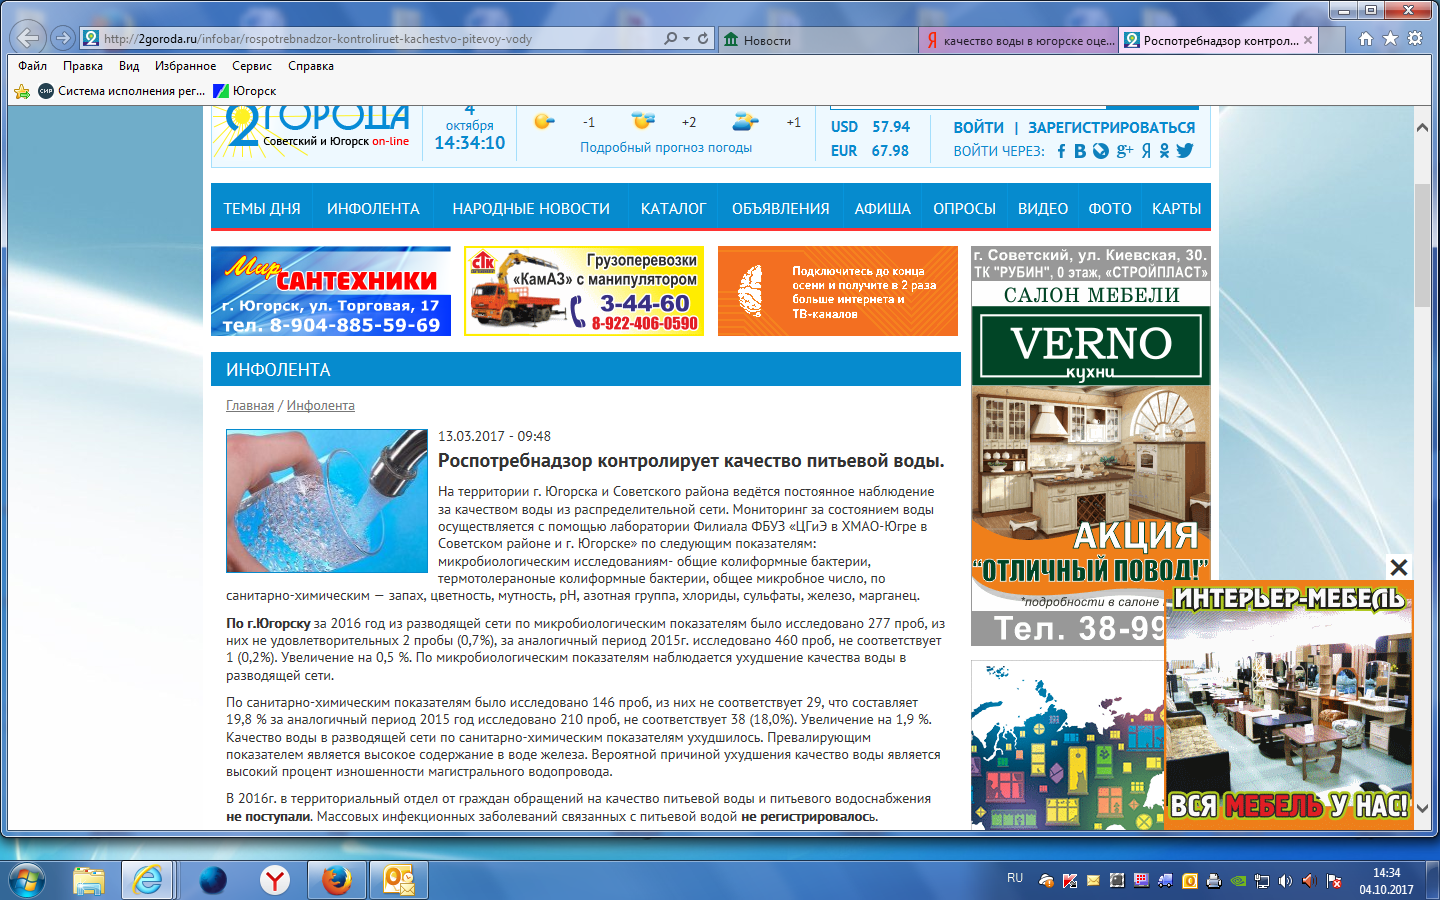 http://2goroda.ru/infobar/rospotrebnadzor-kontroliruet-kachestvo-pitevoy-vody
Новости
качество воды в югорске оце...
Роспотребнадзор контрол...
Файл Правка Вид Избранное Сервис Справка
Система исполнения рег...
Югорск
2ГОРОДА
Советский и Югорск on-line
4
октября
14:34:10
-1 +2 +1
Подробный прогноз погоды
USD 57.94
EUR 67.98
ВОЙТИ | ЗАРЕГИСТРИРОВАТЬСЯ
ВОЙТИ ЧЕРЕЗ:
ТЕМЫ ДНЯ ИНФОЛЕНТА НАРОДНЫЕ НОВОСТИ КАТАЛОГ ОБЪЯВЛЕНИЯ АФИША ОПРОСЫ ВИДЕО ФОТО КАРТЫ
Мир
САНТЕХНИКИ
г. Югорск, ул. Торговая, 17
тел. 8-904-885-59-69
СТК
Грузоперевозки
«КамАЗ» с манипулятором
3-44-60
8-922-406-0590
Подключитесь до конца
осени и получите в 2 раза
больше интернета и
ТВ-каналов
г. Советский, ул. Киевская, 30.
ТК "РУБИН", 0 этаж, «СТРОЙПЛАСТ»
САЛОН МЕБЕЛИ
VERNO
кухни
АКЦИЯ
"ОТЛИЧНЫЙ ПОВОД!"
*подробности в салоне
Тел. 38-99
ИНФОЛЕНТА
Главная / Инфолента
13.03.2017 - 09:48
Роспотребнадзор контролирует качество питьевой воды.
На территории г. Югорска и Советского района ведётся постоянное наблюдение
за качеством воды из распределительной сети. Мониторинг за состоянием воды
осуществляется с помощью лаборатории Филиала ФБУЗ «ЦГиЭ в ХМАО-Югре в
Советском районе и г. Югорске» по следующим показателям:
микробиологическим исследованиям- общие колиформные бактерии,
термотолераноные колиформные бактерии, общее микробное число, по
санитарно-химическим — запах, цветность, мутность, pH, азотная группа, хлориды, сульфаты, железо, марганец.
По г.Югорску за 2016 год из разводящей сети по микробиологическим показателям было исследовано 277 проб, из
них не удовлетворительных 2 пробы (0,7%), за аналогичный период 2015г. исследовано 460 проб, не соответствует
1 (0,2%). Увеличение на 0,5 %. По микробиологическим показателям наблюдается ухудшение качества воды в
разводящей сети.
По санитарно-химическим показателям было исследовано 146 проб, из них не соответствует 29, что составляет
19,8 % за аналогичный период 2015 год исследовано 210 проб, не соответствует 38 (18,0%). Увеличение на 1,9 %.
Качество воды в разводящей сети по санитарно-химическим показателям ухудшилось. Превалирующим
показателем является высокое содержание в воде железа. Вероятной причиной ухудшения качество воды является
высокий процент изношенности магистрального водопровода.
В 2016г. в территориальный отдел от граждан обращений на качество питьевой воды и питьевого водоснабжения
не поступали. Массовых инфекционных заболеваний связанных с питьевой водой не регистрировалось.
ИНТЕРЬЕР-МЕБЕЛЬ
ВСЯ МЕБЕЛЬ У НАС!
RU
14:34
04.10.2017